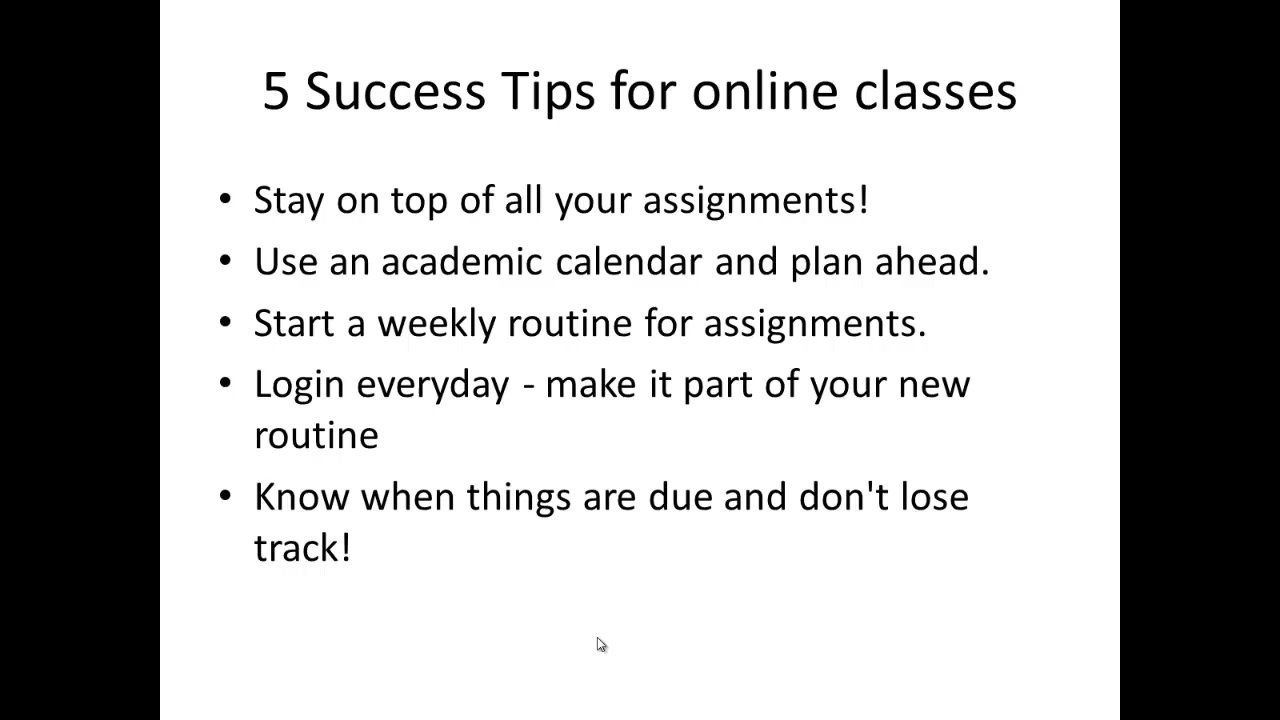 5 Success Tips for online classes
• Stay on top of all your assignments!
• Use an academic calendar and plan ahead.
• Start a weekly routine for assignments.
• Login everyday - make it part of your new
routine
• Know when things are due and don't lose
track!